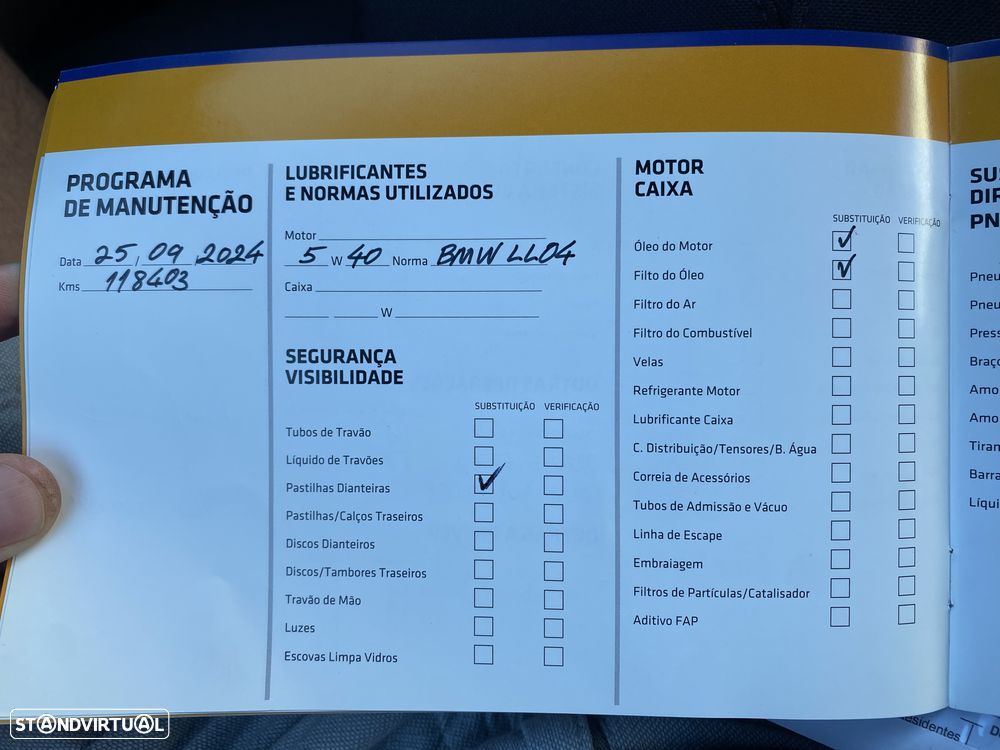 PROGRAMA
DE MANUTENÇÃO
Data 25 / 09 / 2024
Kms 118403
LUBRIFICANTES
E NORMAS UTILIZADOS
Motor
5 W 40 Norma BMW LL04
Caixa
W
SEGURANÇA
VISIBILIDADE
SUBSTITUIÇÃO VERIFICAÇÃO
Tubos de Travão
Líquido de Travões
Pastilhas Dianteiras
Pastilhas/Calços Traseiros
Discos Dianteiros
Discos/Tambores Traseiros
Travão de Mão
Luzes
Escovas Limpa Vidros
MOTOR
CAIXA
SUBSTITUIÇÃO VERIFICAÇÃO
Óleo do Motor
Filto do Óleo
Filtro do Ar
Filtro do Combustível
Velas
Refrigerante Motor
Lubrificante Caixa
C. Distribuição/Tensores/B. Água
Correia de Acessórios
Tubos de Admissão e Vácuo
Linha de Escape
Embraiagem
Filtros de Partículas/Catalisador
Aditivo FAP
SUS
DIR
PN
Pneu
Pneu
Press
Braço
Amo
Amo
Tiran
Barra
Líqui
STANDVIRTUAL